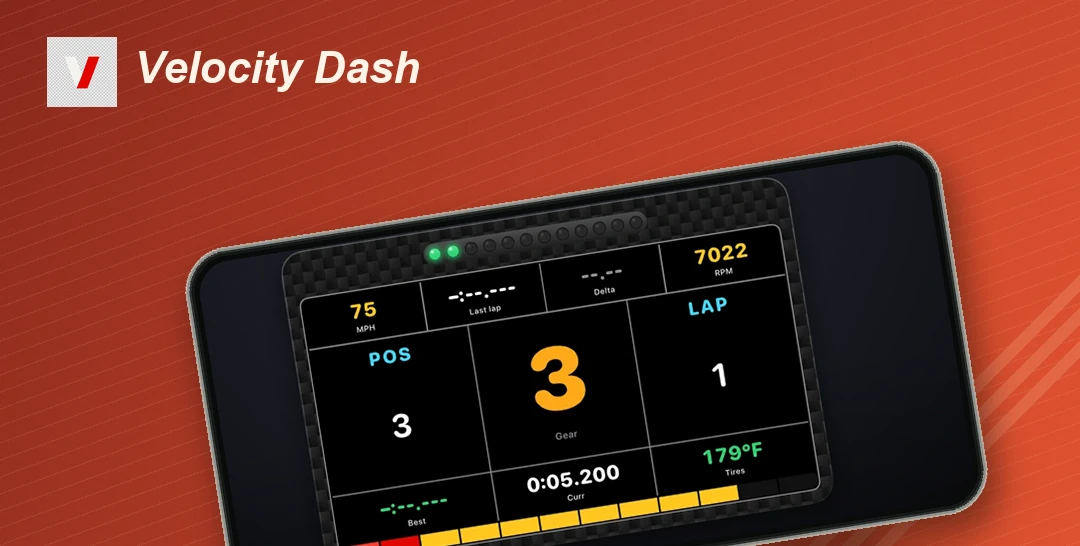 V
Velocity Dash
75
MPH
-:--.---
Last lap
--.--
Delta
7022
RPM
POS
3
3
Gear
LAP
1
-:--.---
Best
0:05.200
Curr
179°F
Tires